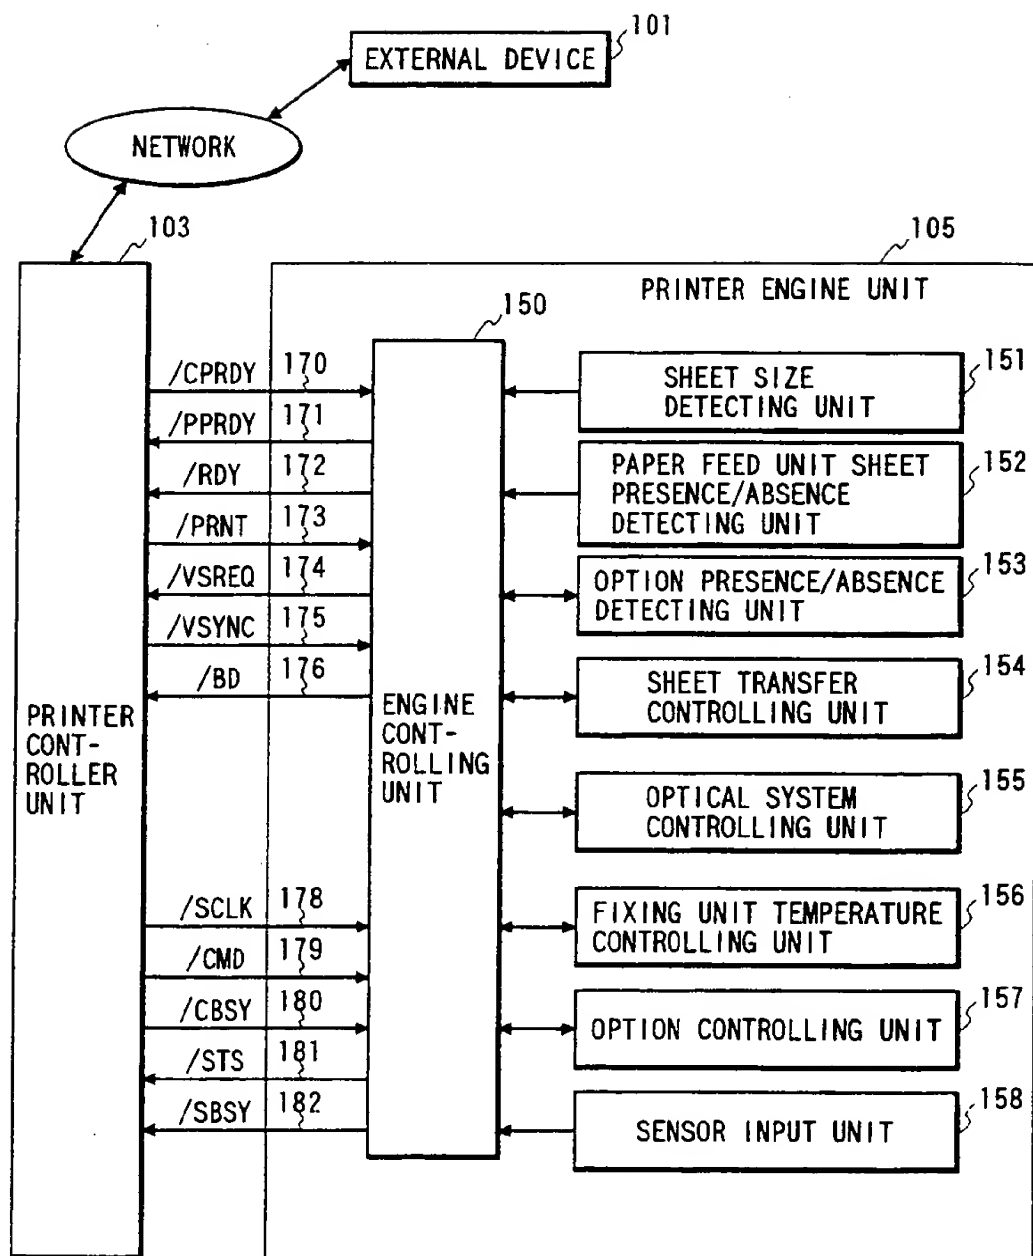 101
EXTERNAL DEVICE
NETWORK
103
105
PRINTER ENGINE UNIT
150
PRINTER
CONT-
ROLLER
UNIT
/CPRDY 170
/PPRDY 171
/RDY 172
/PRNT 173
/VSREQ 174
/VSYNC 175
/BD 176
/SCLK 178
/CMD 179
/CBSY 180
/STS 181
/SBSY 182
ENGINE
CONT-
ROLLING
UNIT
SHEET SIZE
DETECTING UNIT
151
PAPER FEED UNIT SHEET
PRESENCE/ABSENCE
DETECTING UNIT
152
OPTION PRESENCE/ABSENCE
DETECTING UNIT
153
SHEET TRANSFER
CONTROLLING UNIT
154
OPTICAL SYSTEM
CONTROLLING UNIT
155
FIXING UNIT TEMPERATURE
CONTROLLING UNIT
156
OPTION CONTROLLING UNIT
157
SENSOR INPUT UNIT
158